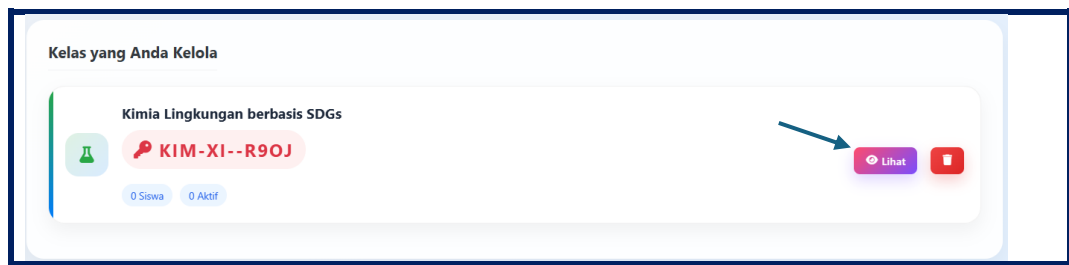 Kelas yang Anda Kelola
Kimia Lingkungan berbasis SDGs
KIM-XI--R9OJ
Lihat
0 Siswa 0 Aktif